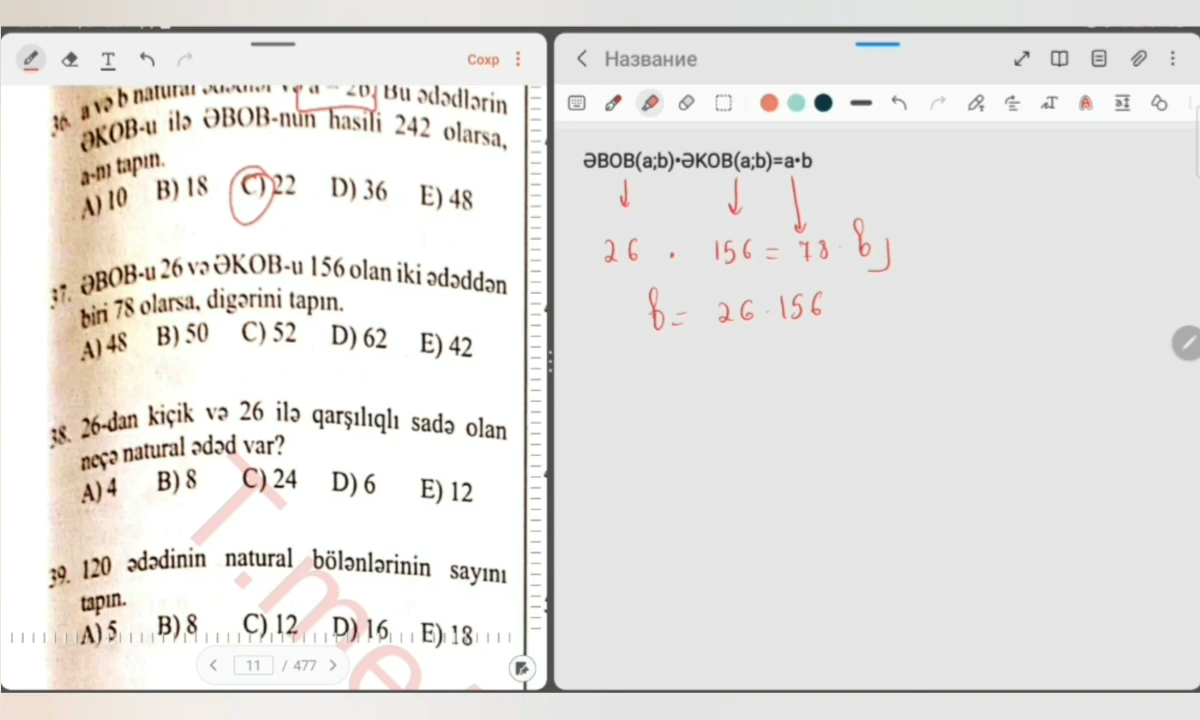 Сохр
36. a və b natural ədədlər və a = 2b. Bu ədədlərin
ƏKOB-u ilə ƏBOB-nun hasili 242 olarsa,
a-nı tapın.
A) 10 B) 18 C) 22 D) 36 E) 48
37. ƏBOB-u 26 və ƏKOB-u 156 olan iki ədəddən
biri 78 olarsa, digərini tapın.
A) 48 B) 50 C) 52 D) 62 E) 42
38. 26-dan kiçik və 26 ilə qarşılıqlı sadə olan
neçə natural ədəd var?
A) 4 B) 8 C) 24 D) 6 E) 12
39. 120 ədədinin natural bölənlərinin sayını
tapın.
A) 5 B) 8 C) 12 D) 16 E) 18
11 / 477
T.me
Название
ƏBOB(a;b)•ƏKOB(a;b)=a•b
26 · 156 = 78 · b
b = 26 · 156